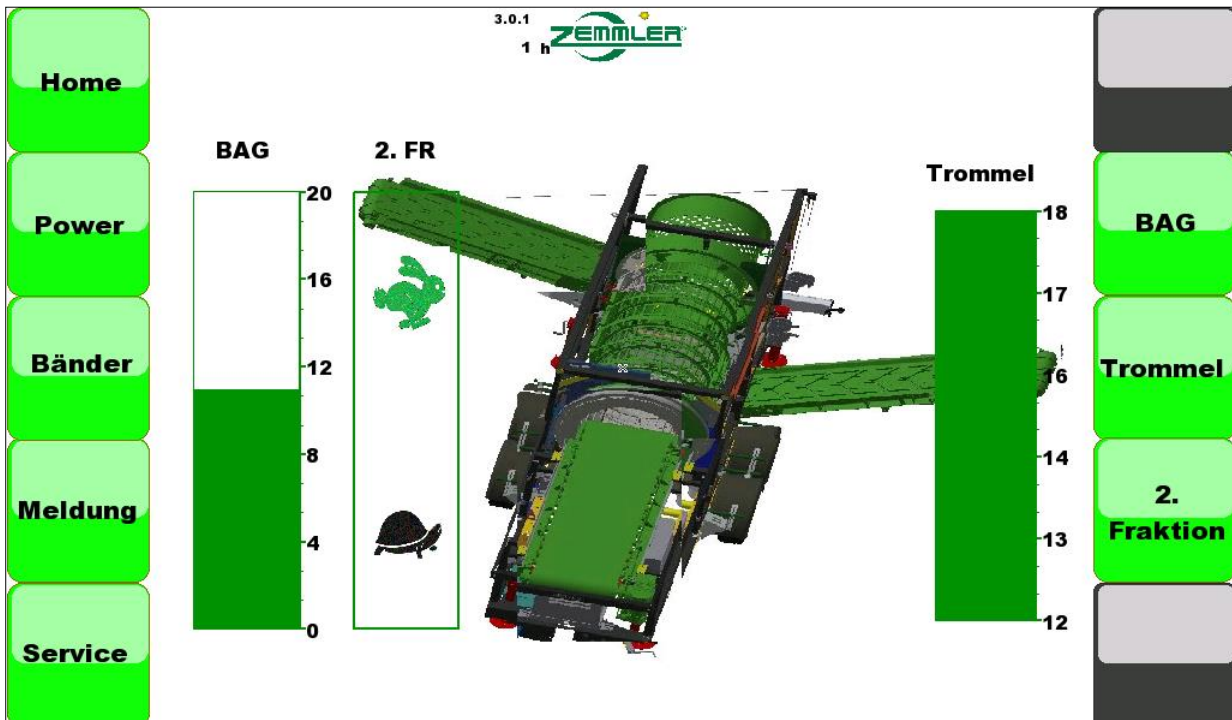 3.0.1
1 h
ZEMMLER
Home
Power
Bänder
Meldung
Service
BAG
20
16
12
8
4
0
2. FR
Trommel
18
17
16
14
13
12
BAG
Trommel
2.
Fraktion